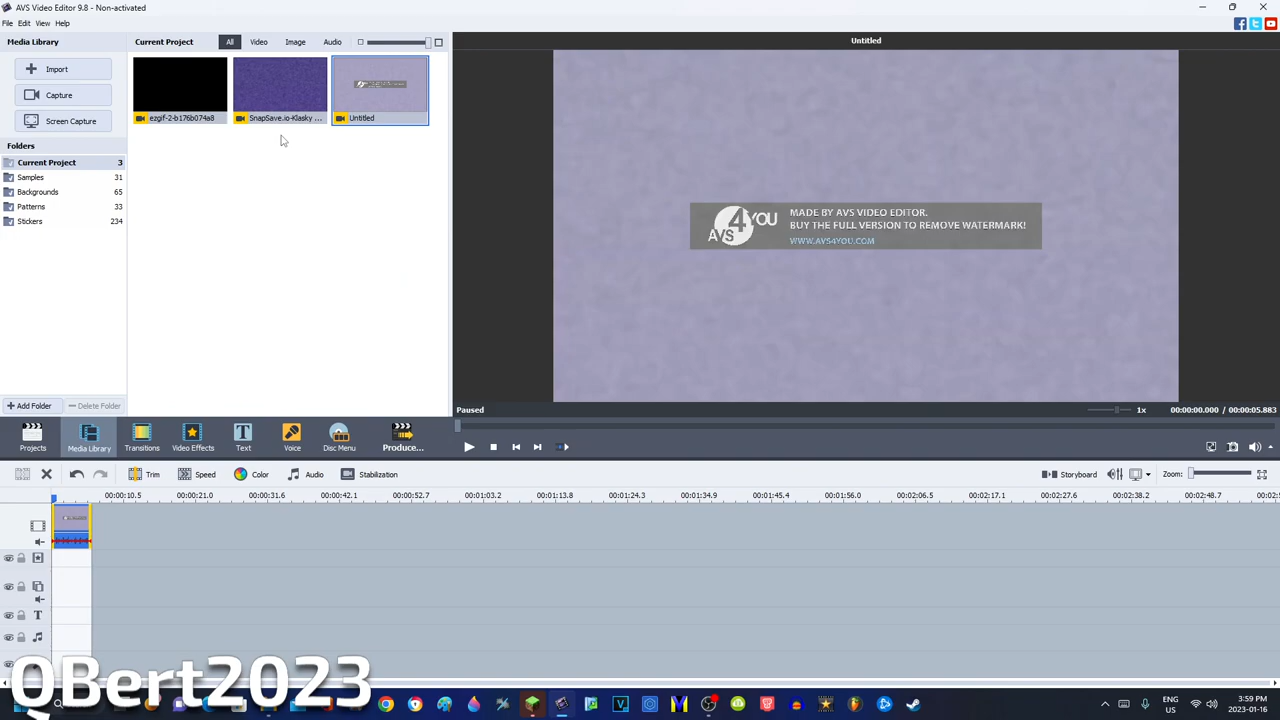 AVS Video Editor 9.8 - Non-activated
File Edit View Help
Media Library
Current Project All Video Image Audio
Untitled
Import
Capture
Screen Capture
ezgif-2-b176b074a8
SnapSave.io-Klasky ...
Untitled
Folders
Current Project 3
Samples 31
Backgrounds 65
Patterns 33
Stickers 234
AVS4YOU
MADE BY AVS VIDEO EDITOR.
BUY THE FULL VERSION TO REMOVE WATERMARK!
WWW.AVS4YOU.COM
Add Folder Delete Folder
Paused 1x 00:00:00.000 / 00:00:05.883
Projects Media Library Transitions Video Effects Text Voice Disc Menu Produce...
Trim Speed Color Audio Stabilization Storyboard Zoom:
00:00:10.5 00:00:21.0 00:00:31.6 00:00:42.1 00:00:52.7 00:01:03.2 00:01:13.8 00:01:24.3 00:01:34.9 00:01:45.4 00:01:56.0 00:02:06.5 00:02:17.1 00:02:27.6 00:02:38.2 00:02:48.7
QBert2023
ENG
US
3:59 PM
2023-01-16